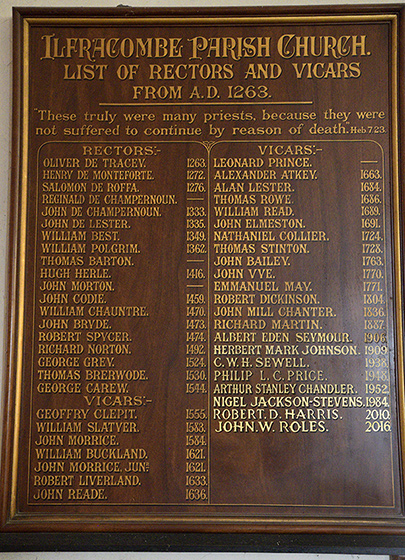 ILFRACOMBE PARISH CHURCH.
LIST OF RECTORS AND VICARS
FROM A.D. 1263.
"These truly were many priests, because they were
not suffered to continue by reason of death." Heb 7.23.
RECTORS:-
OLIVER DE TRACEY. 1263.
HENRY DE MONTEFORTE. 1272.
SALOMON DE ROFFA. 1276.
REGINALD DE CHAMPERNOUN. —
JOHN DE CHAMPERNOUN. 1333.
JOHN DE LESTER. 1335.
WILLIAM BEST. 1349.
WILLIAM POLGRIM. 1362.
THOMAS BARTON. —
HUGH HERLE. 1416.
JOHN MORTON. —
JOHN CODIE. 1459.
WILLIAM CHAUNTRE. 1470.
JOHN BRYDE. 1473.
ROBERT SPYCER. 1474.
RICHARD NORTON. 1492.
GEORGE GREY. 1524.
THOMAS BRERWODE. 1530.
GEORGE CAREW. 1544.
VICARS:-
GEOFFRY CLEPIT. 1555.
WILLIAM SLATYER. 1583.
JOHN MORRICE. 1584.
WILLIAM BUCKLAND. 1621.
JOHN MORRICE, JUNR. 1621.
ROBERT LIVERLAND. 1633.
JOHN READE. 1636.
VICARS:-
LEONARD PRINCE. —
ALEXANDER ATKEY. 1663.
ALAN LESTER. 1684.
THOMAS ROWE. 1686.
WILLIAM READ. 1689.
JOHN ELMESTON. 1691.
NATHANIEL COLLIER. 1724.
THOMAS STINTON. 1728.
JOHN BAILEY. 1763.
JOHN VYE. 1770.
EMMANUEL MAY. 1771.
ROBERT DICKINSON. 1804.
JOHN MILL CHANTER. 1836.
RICHARD MARTIN. 1887.
ALBERT EDEN SEYMOUR. 1906.
HERBERT MARK JOHNSON. 1909.
C.W.H. SEWELL. 1938.
PHILIP L.C. PRICE. 1948.
ARTHUR STANLEY CHANDLER. 1952.
NIGEL JACKSON-STEVENS. 1984.
ROBERT. D. HARRIS. 2010.
JOHN. W. ROLES. 2016.